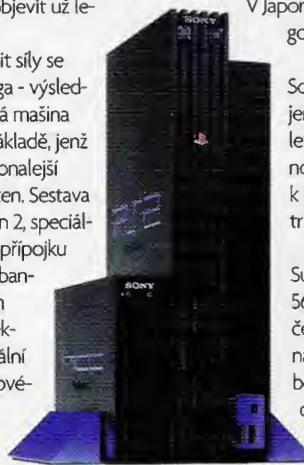 objevit už le-
it síly se
ga - výsled-
á mašina
ákladě, jenž
onalejší
en. Sestava
n 2, speciál-
přípojku
ban-
ek-
ální
ové-
V Japon
go
So
jen
le
no
k
tr
Su
56
če
na
b
SONY
SONY